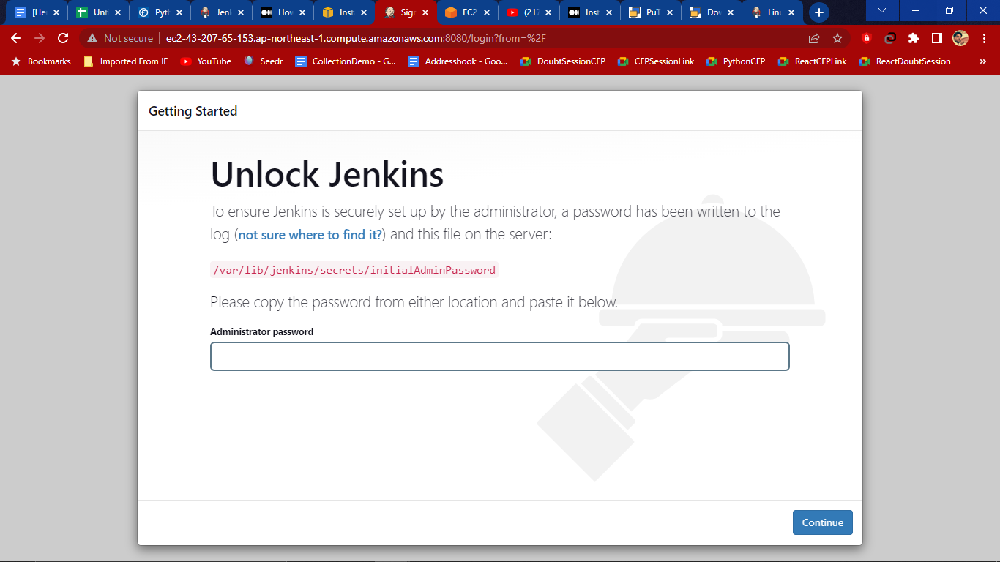 [He
Unt
Pyt
Jen
Hov
Inst
Sigr
EC2
(217
Inst
PuT
Dov
Linu
Not secure
ec2-43-207-65-153.ap-northeast-1.compute.amazonaws.com:8080/login?from=%2F
Bookmarks
Imported From IE
YouTube
Seedr
CollectionDemo - G...
Addressbook - Goo...
DoubtSessionCFP
CFPSessionLink
PythonCFP
ReactCFPLink
ReactDoubtSession
»
Getting Started
Unlock Jenkins
To ensure Jenkins is securely set up by the administrator, a password has been written to the
log (not sure where to find it?) and this file on the server:
/var/lib/jenkins/secrets/initialAdminPassword
Please copy the password from either location and paste it below.
Administrator password
Continue